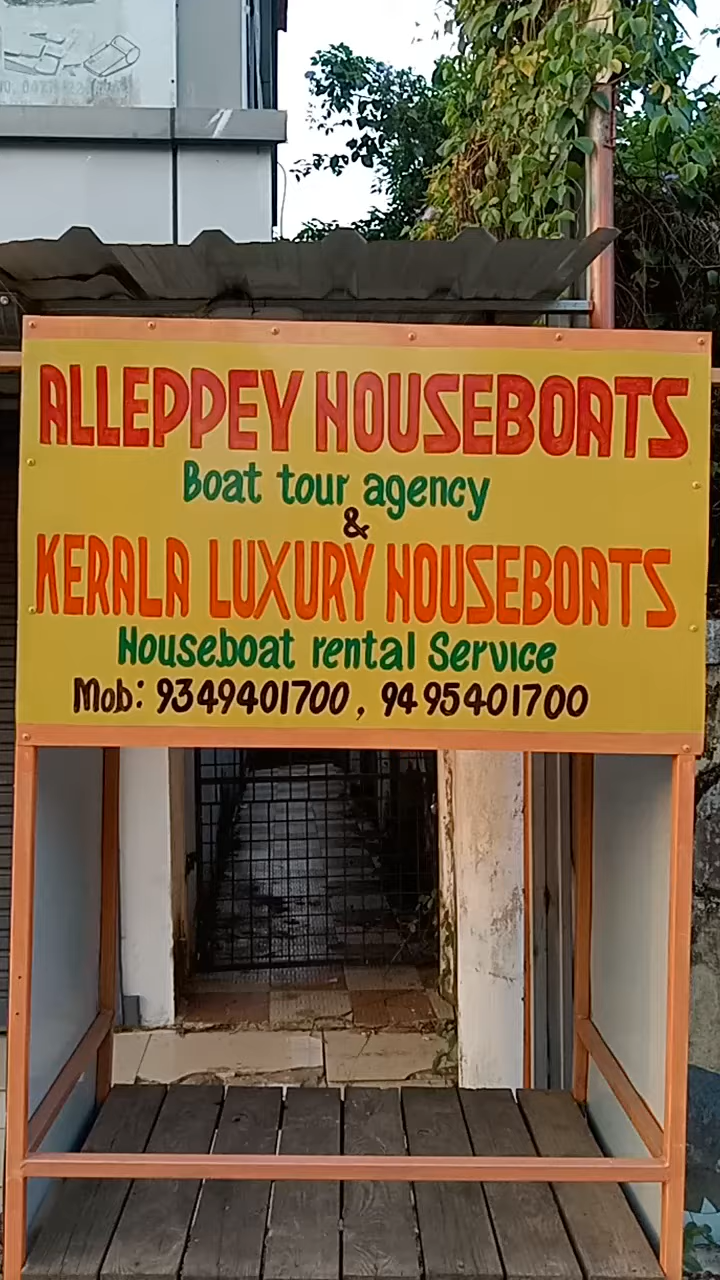 ALLEPPEY HOUSEBOATS
Boat tour agency
&
KERALA LUXURY HOUSEBOATS
Houseboat rental Service
Mob: 9349401700, 9495401700